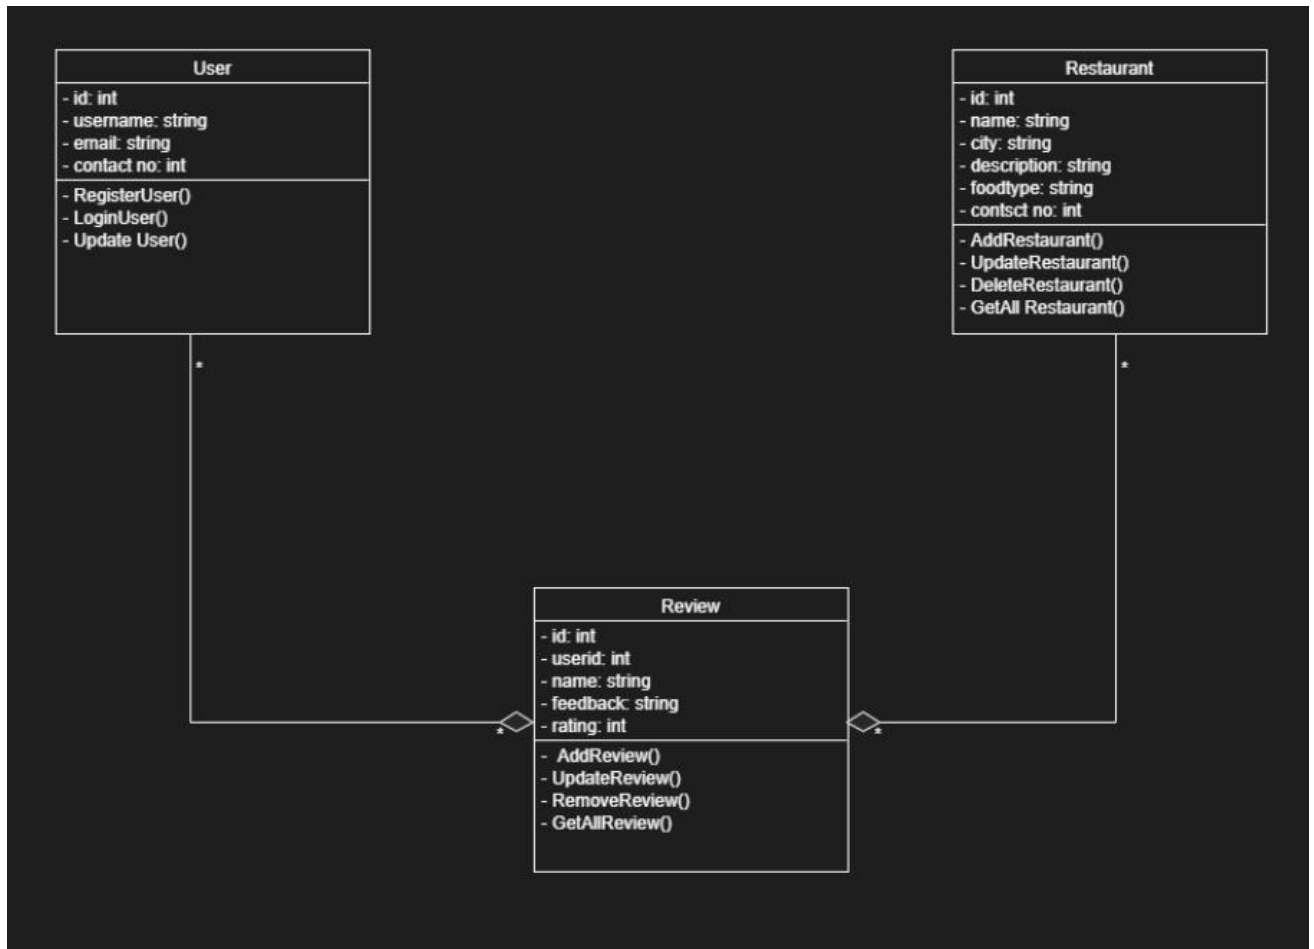 User
- id: int
- username: string
- email: string
- contact no: int
- RegisterUser()
- LoginUser()
- Update User()
*
*
Restaurant
- id: int
- name: string
- city: string
- description: string
- foodtype: string
- contsct no: int
- AddRestaurant()
- UpdateRestaurant()
- DeleteRestaurant()
- GetAll Restaurant()
*
*
Review
- id: int
- userid: int
- name: string
- feedback: string
- rating: int
- AddReview()
- UpdateReview()
- RemoveReview()
- GetAllReview()